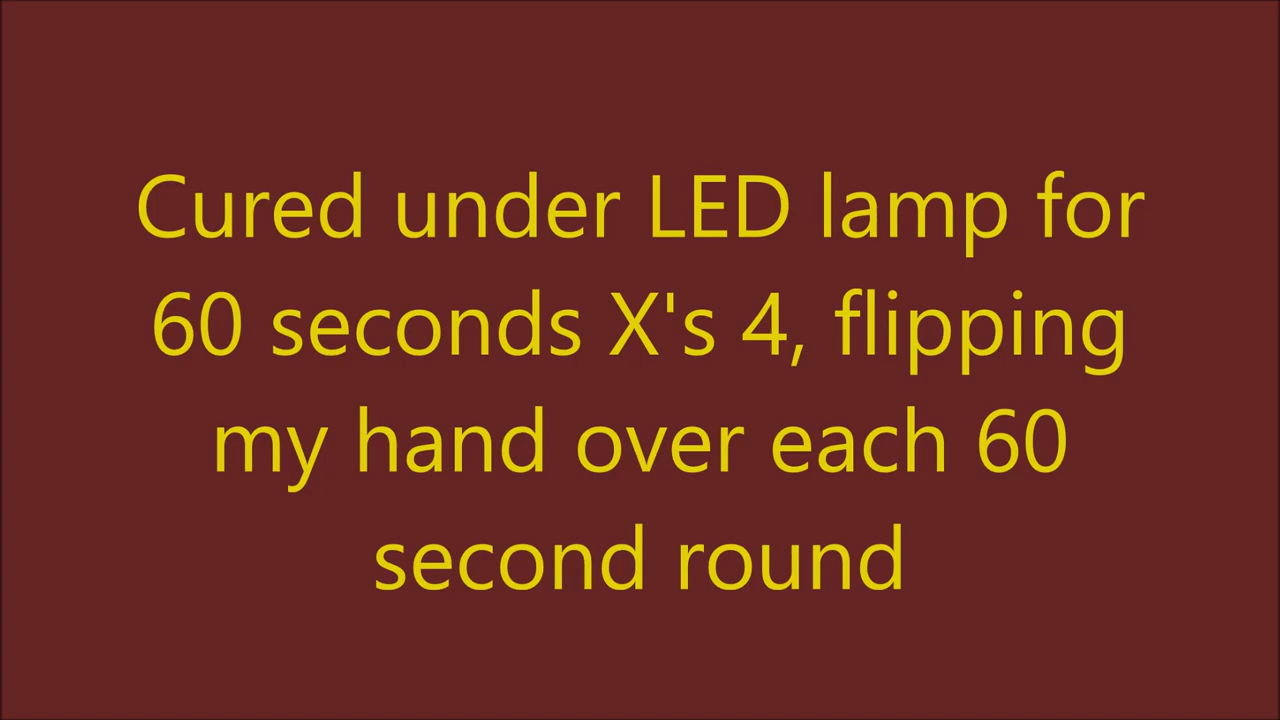 Cured under LED lamp for
60 seconds X's 4, flipping
my hand over each 60
second round